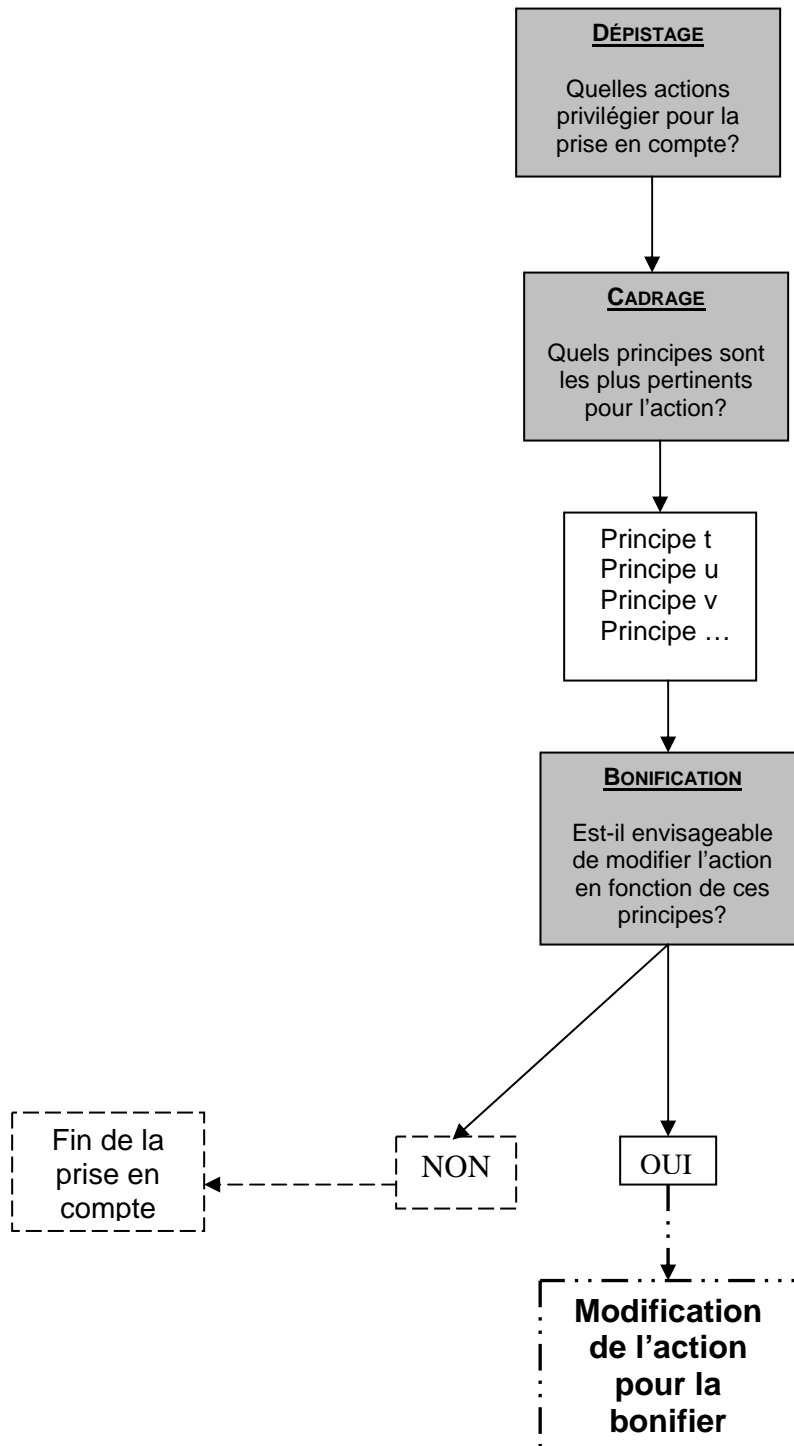 DÉPISTAGE
Quelles actions
privilégier pour la
prise en compte?
CADRAGE
Quels principes sont
les plus pertinents
pour l’action?
Principe t
Principe u
Principe v
Principe …
BONIFICATION
Est-il envisageable
de modifier l’action
en fonction de ces
principes?
Fin de la
prise en
compte
NON
OUI
Modification
de l’action
pour la
bonifier